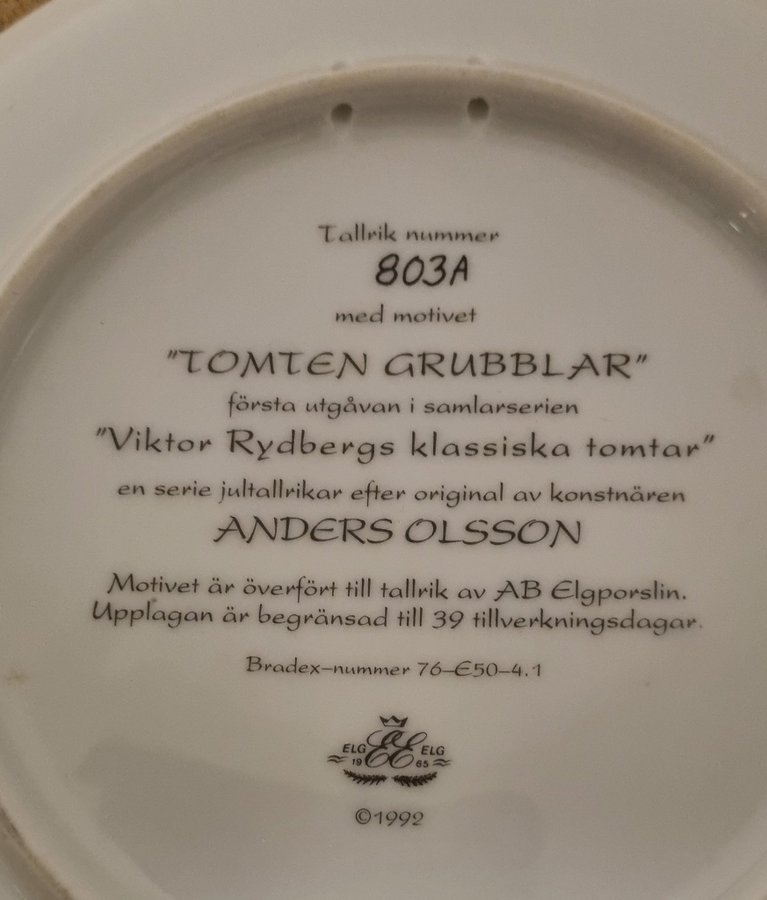 Tallrik nummer
803A
med motivet
"TOMTEN GRUBBLAR"
första utgåvan i samlarserien
"Viktor Rydbergs klassiska tomtar"
en serie jultallrikar efter original av konstnären
ANDERS OLSSON
Motivet är överfört till tallrik av AB Elgporslin.
Upplagan är begränsad till 39 tillverkningsdagar.
Bradex-nummer 76-E50-4.1
ELG EE ELG
19 65
©1992